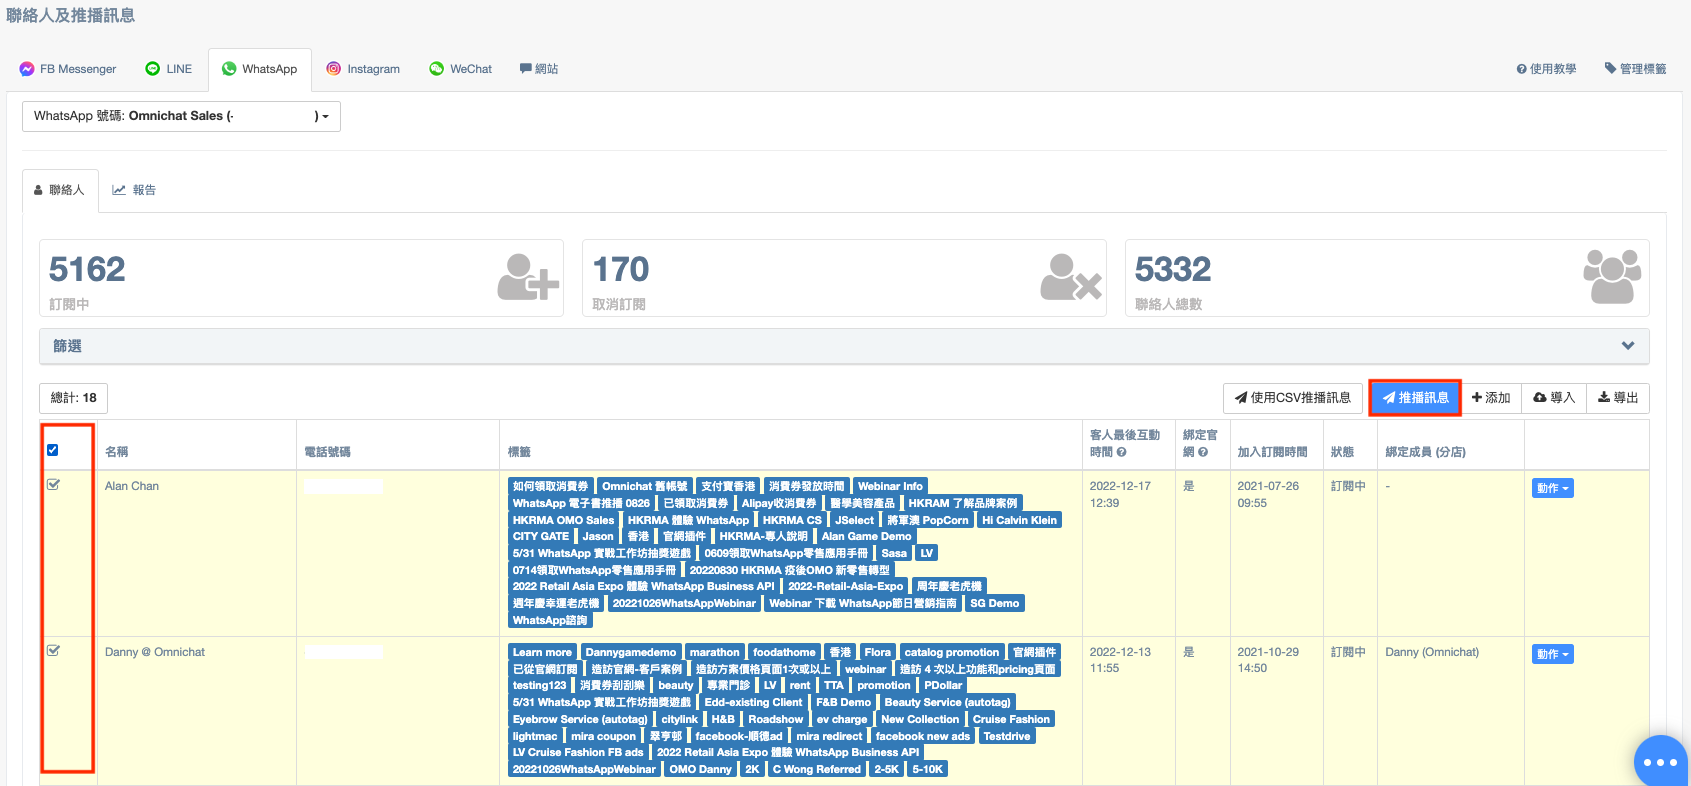 聯絡人及推播訊息
FB Messenger LINE WhatsApp Instagram WeChat 網站 使用教學 管理標籤
WhatsApp 號碼: Omnichat Sales (- )
聯絡人 報告
5162 170 5332
訂閱中 取消訂閱 聯絡人總數
篩選
總計: 18 使用CSV推播訊息 推播訊息 添加 導入 導出
名稱 電話號碼 標籤 客人最後互動時間 綁定官網 加入訂閱時間 狀態 綁定成員 (分店)
Alan Chan 如何領取消費券 Omnichat 舊帳號 支付寶香港 消費券發放時間 Webinar Info 2022-12-17 是 2021-07-26 訂閱中 - 動作
WhatsApp 電子書推播 0826 已領取消費券 Alipay收消費券 醫學美容產品 HKRAM 了解品牌案例 12:39 09:55
HKRMA OMO Sales HKRMA 體驗 WhatsApp HKRMA CS JSelect 將軍澳 PopCorn Hi Calvin Klein
CITY GATE Jason 香港 官網插件 HKRMA-專人說明 Alan Game Demo
5/31 WhatsApp 實戰工作坊抽獎遊戲 0609領取WhatsApp零售應用手冊 Sasa LV
0714領取WhatsApp零售應用手冊 20220830 HKRMA 疫後OMO 新零售轉型
2022 Retail Asia Expo 體驗 WhatsApp Business API 2022-Retail-Asia-Expo 周年慶老虎機
週年慶幸運老虎機 20221026WhatsAppWebinar Webinar 下載 WhatsApp節日營銷指南 SG Demo
WhatsApp諮詢
Danny @ Omnichat Learn more Dannygamedemo marathon foodathome 香港 Flora catalog promotion 官網插件 2022-12-13 是 2021-10-29 訂閱中 Danny (Omnichat) 動作
已從官網訂閱 造訪官網-客戶案例 造訪方案價格頁面1次或以上 webinar 造訪 4 次以上功能和pricing頁面 11:55 14:50
testing123 消費券刮刮樂 beauty 專業門診 LV rent TTA promotion PDollar
5/31 WhatsApp 實戰工作坊抽獎遊戲 Edd-existing Client F&B Demo Beauty Service (autotag)
Eyebrow Service (autotag) citylink H&B Roadshow ev charge New Collection Cruise Fashion
lightmac mira coupon 翠亨邨 facebook-順德ad mira redirect facebook new ads Testdrive
LV Cruise Fashion FB ads 2022 Retail Asia Expo 體驗 WhatsApp Business API
20221026WhatsAppWebinar OMO Danny 2K C Wong Referred 2-5K 5-10K